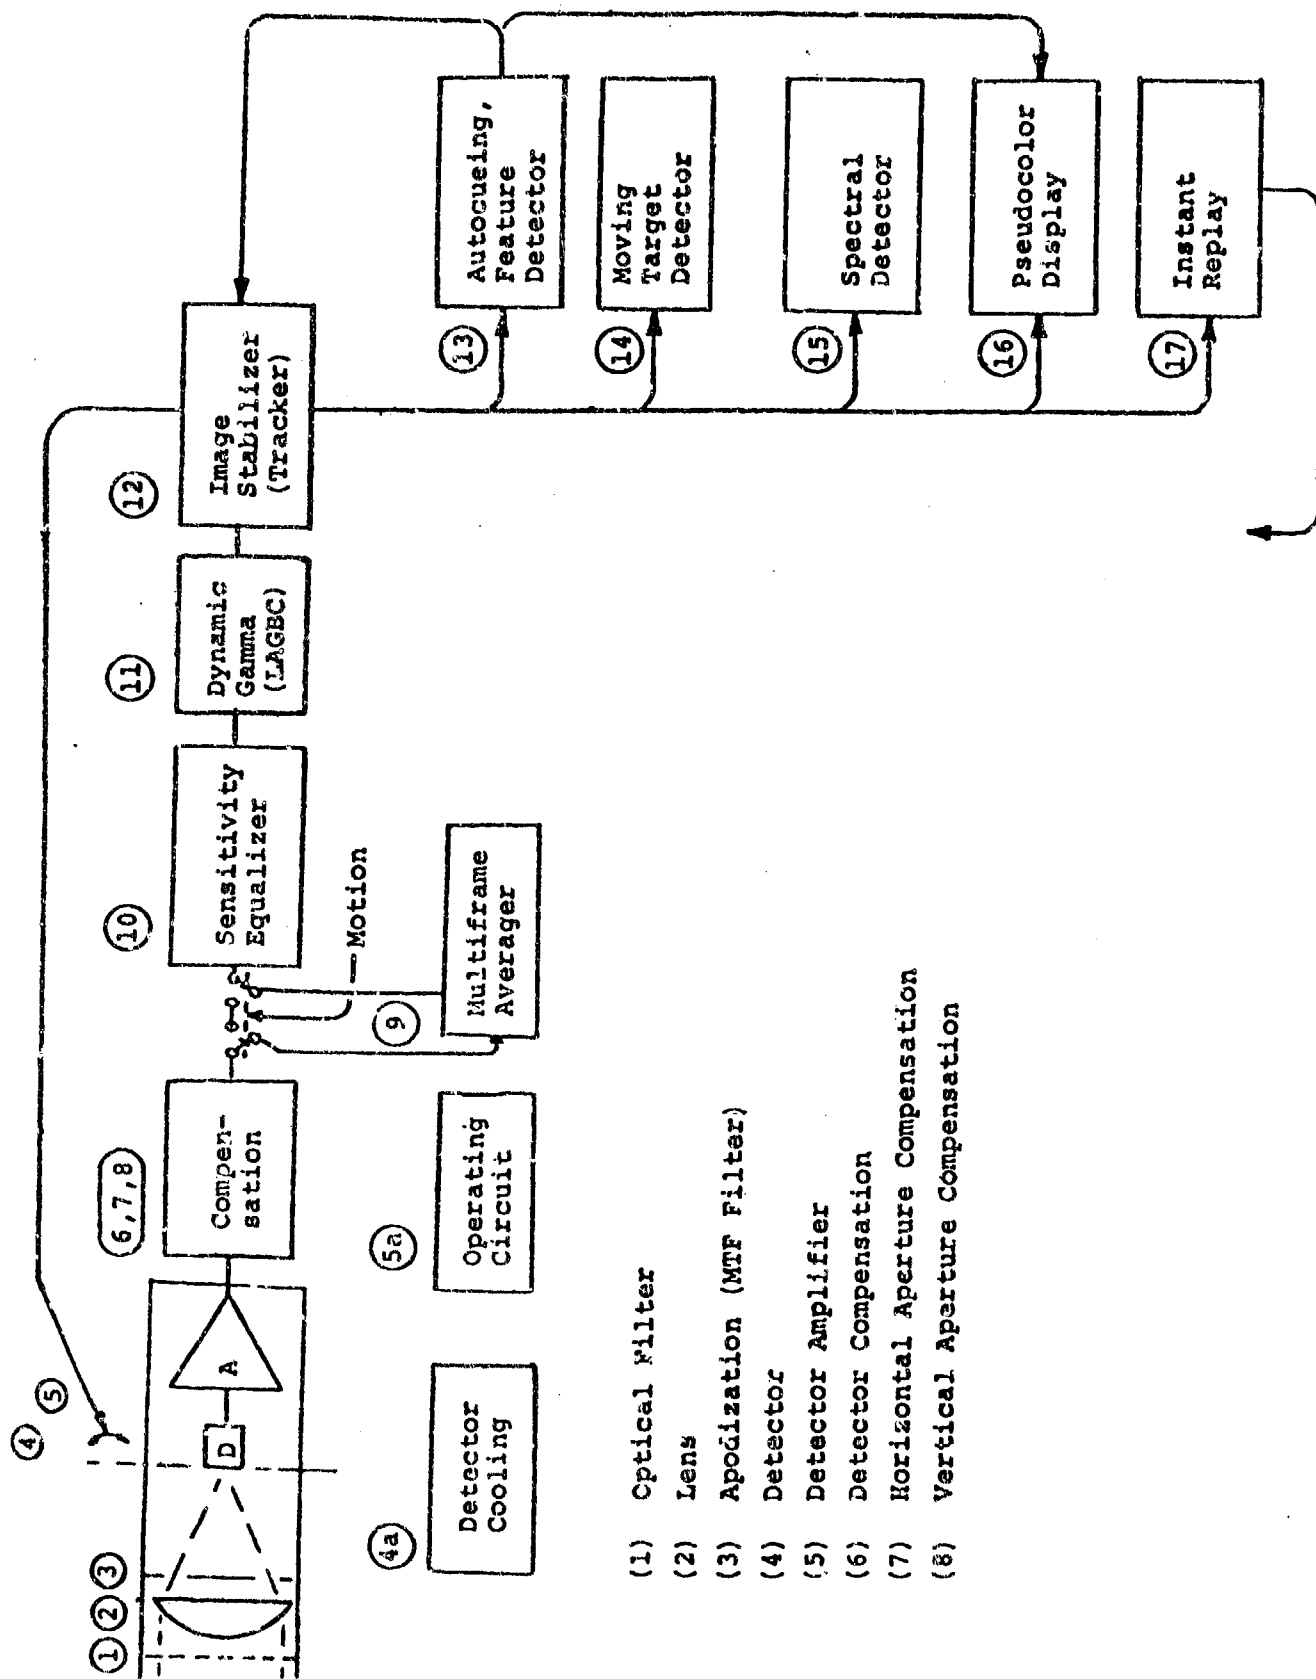 4
5
1
2
3
D
A
6,7,8
Compen-
sation
Motion
9
10
Sensitivity
Equalizer
11
Dynamic
Gamma
(LAGBC)
12
Image
Stabilizer
(Tracker)
4a
Detector
Cooling
5a
Operating
Circuit
Multiframe
Averager
13
Autocueing,
Feature
Detector
14
Moving
Target
Detector
15
Spectral
Detector
16
Pseudocolor
Display
17
Instant
Replay
(1) Optical Filter
(2) Lens
(3) Apodization (MTF Filter)
(4) Detector
(5) Detector Amplifier
(6) Detector Compensation
(7) Horizontal Aperture Compensation
(8) Vertical Aperture Compensation